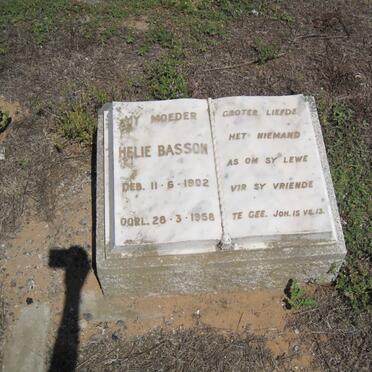 MY MOEDER
HELIE BASSON
GEB. 11-6-1902
OORL. 28-3-1958
GROTER LIEFDE
HET NIEMAND
AS OM SY LEWE
VIR SY VRIENDE
TE GEE. JOH. 15 VS. 13.